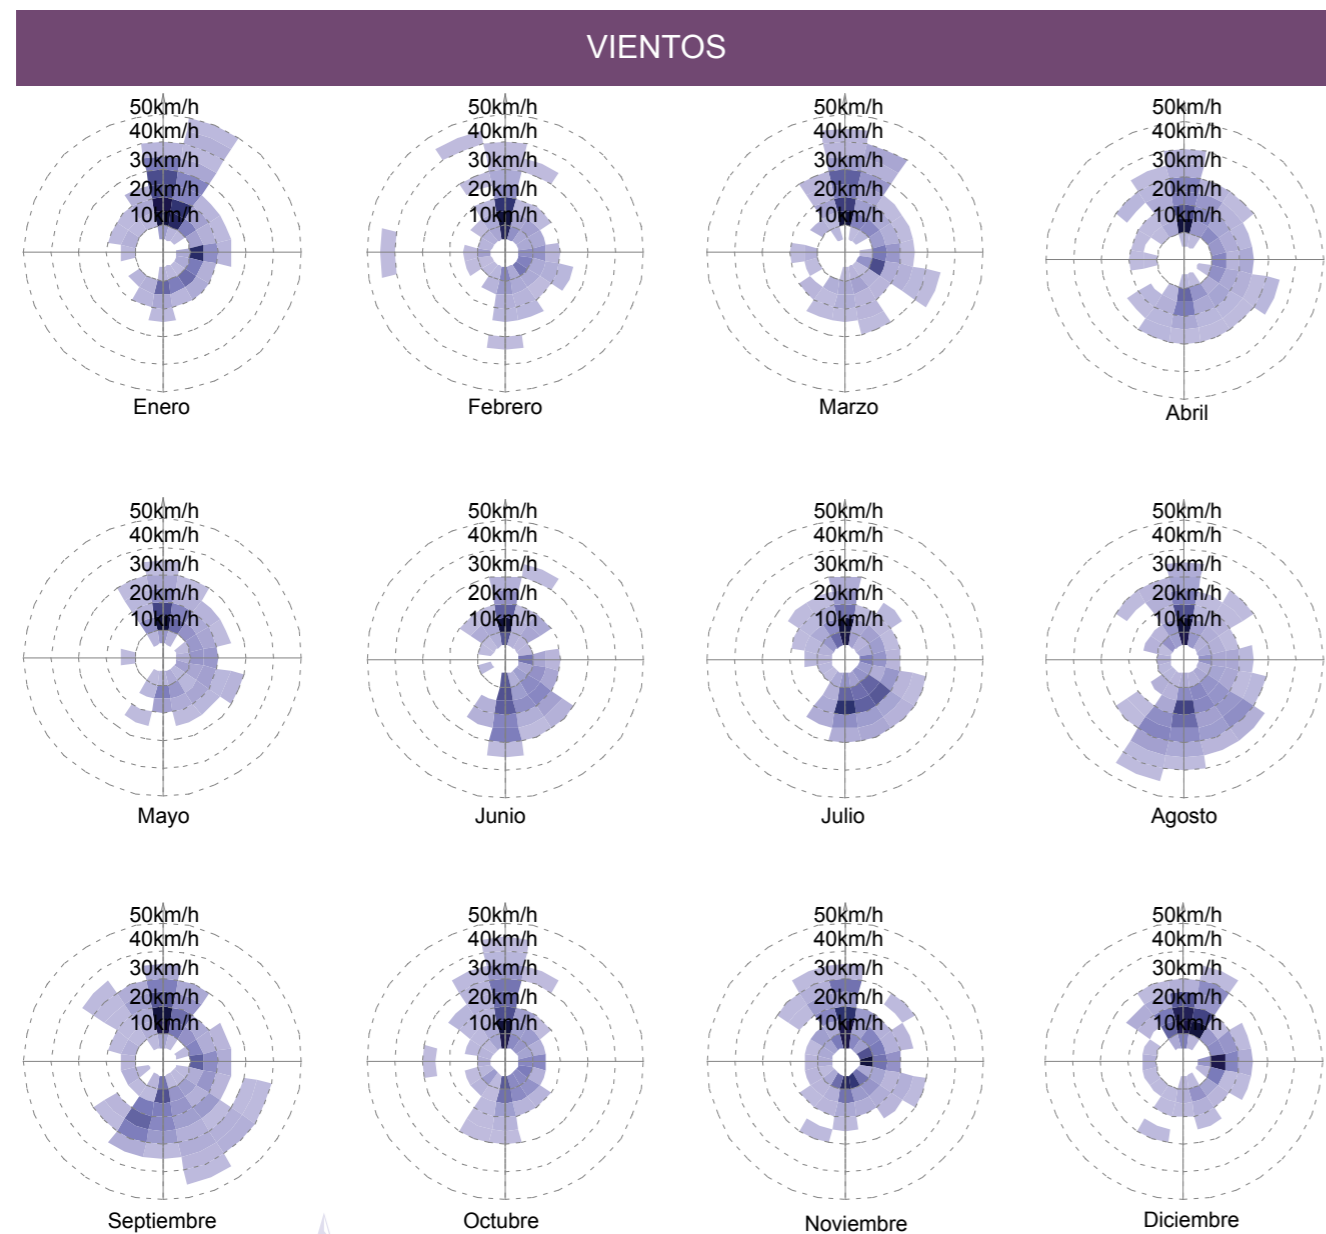 VIENTOS
50km/h 50km/h 50km/h 50km/h
40km/h 40km/h 40km/h 40km/h
30km/h 30km/h 30km/h 30km/h
20km/h 20km/h 20km/h 20km/h
10km/h 10km/h 10km/h 10km/h
Enero Febrero Marzo Abril
50km/h 50km/h 50km/h 50km/h
40km/h 40km/h 40km/h 40km/h
30km/h 30km/h 30km/h 30km/h
20km/h 20km/h 20km/h 20km/h
10km/h 10km/h 10km/h 10km/h
Mayo Junio Julio Agosto
50km/h 50km/h 50km/h 50km/h
40km/h 40km/h 40km/h 40km/h
30km/h 30km/h 30km/h 30km/h
20km/h 20km/h 20km/h 20km/h
10km/h 10km/h 10km/h 10km/h
Septiembre Octubre Noviembre Diciembre